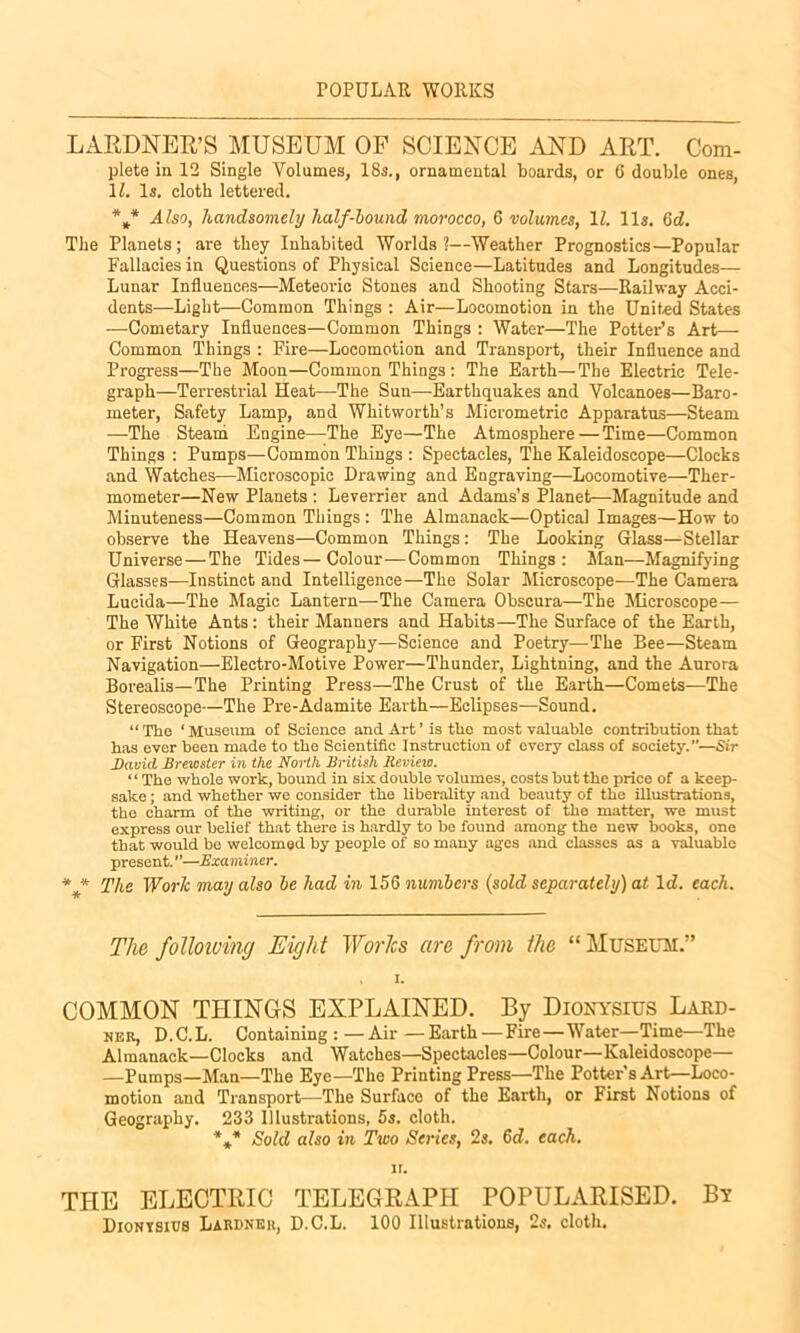 POPULAR WORKS
LARDNER'S MUSEUM OF SCIENCE AND ART. Com-
plete in 12 Single Volumes, 18s., ornamental boards, or 6 double ones,
1l. 1s. cloth lettered.
*** Also, handsomely half-bound morocco, 6 volumes, 1l. 11s. 6d.
The Planets; are they Inhabited Worlds?—Weather Prognostics—Popular
Fallacies in Questions of Physical Science—Latitudes and Longitudes—
Lunar Influences—Meteoric Stones and Shooting Stars—Railway Acci-
dents—Light—Common Things : Air—Locomotion in the United States
—Cometary Influences—Common Things : Water—The Potter's Art—
Common Things : Fire—Locomotion and Transport, their Influence and
Progress—The Moon—Common Things: The Earth—The Electric Tele-
graph—Terrestrial Heat—The Sun—Earthquakes and Volcanoes—Baro-
meter, Safety Lamp, and Whitworth's Micrometric Apparatus—Steam
—The Steam Engine—The Eye—The Atmosphere—Time—Common
Things : Pumps—Common Things : Spectacles, The Kaleidoscope—Clocks
and Watches—Microscopic Drawing and Engraving—Locomotive—Ther-
mometer—New Planets : Leverrier and Adams's Planet—Magnitude and
Minuteness—Common Things : The Almanack—Optical Images—How to
observe the Heavens—Common Things: The Looking Glass—Stellar
Universe—The Tides—Colour—Common Things : Man—Magnifying
Glasses—Instinct and Intelligence—The Solar Microscope—The Camera
Lucida—The Magic Lantern—The Camera Obscura—The Microscope—
The White Ants: their Manners and Habits—The Surface of the Earth,
or First Notions of Geography—Science and Poetry—The Bee—Steam
Navigation—Electro-Motive Power—Thunder, Lightning, and the Aurora
Borealis—The Printing Press—The Crust of the Earth—Comets—The
Stereoscope—The Pre-Adamite Earth—Eclipses—Sound.
"The 'Museum of Science and Art' is the most valuable contribution that
has ever been made to the Scientific Instruction of every class of society."—Sir
David Brewster in the North British Review.
"The whole work, bound in six double volumes, costs but the price of a keep-
sake; and whether we consider the liberality and beauty of the illustrations,
the charm of the writing, or the durable interest of the matter, we must
express our belief that there is hardly to be found among the new books, one
that would be welcomed by people of so many ages and classes as a valuable
present."—Examiner.
*** The Work may also be had in 156 numbers (sold separately) at 1d. each.
The following Eight Works are from the "MUSEUM."
I.
COMMON THINGS EXPLAINED. By DIONYSIUS LARD-
NER, D.C.L. Containing :—Air—Earth—Fire—Water—Time—The
Almanack—Clocks and Watches—Spectacles—Colour—Kaleidoscope—
—Pumps—Man—The Eye—The Printing Press—The Potter's Art—Loco-
motion and Transport—The Surface of the Earth, or First Notions of
Geography. 233 Illustrations, 5s. cloth.
*** Sold also in Two Series, 2s. 6d. each.
II.
THE ELECTRIC TELEGRAPH POPULARISED. By
DIONYSIUS LARDNER, D.C.L. 100 Illustrations, 2s. cloth.